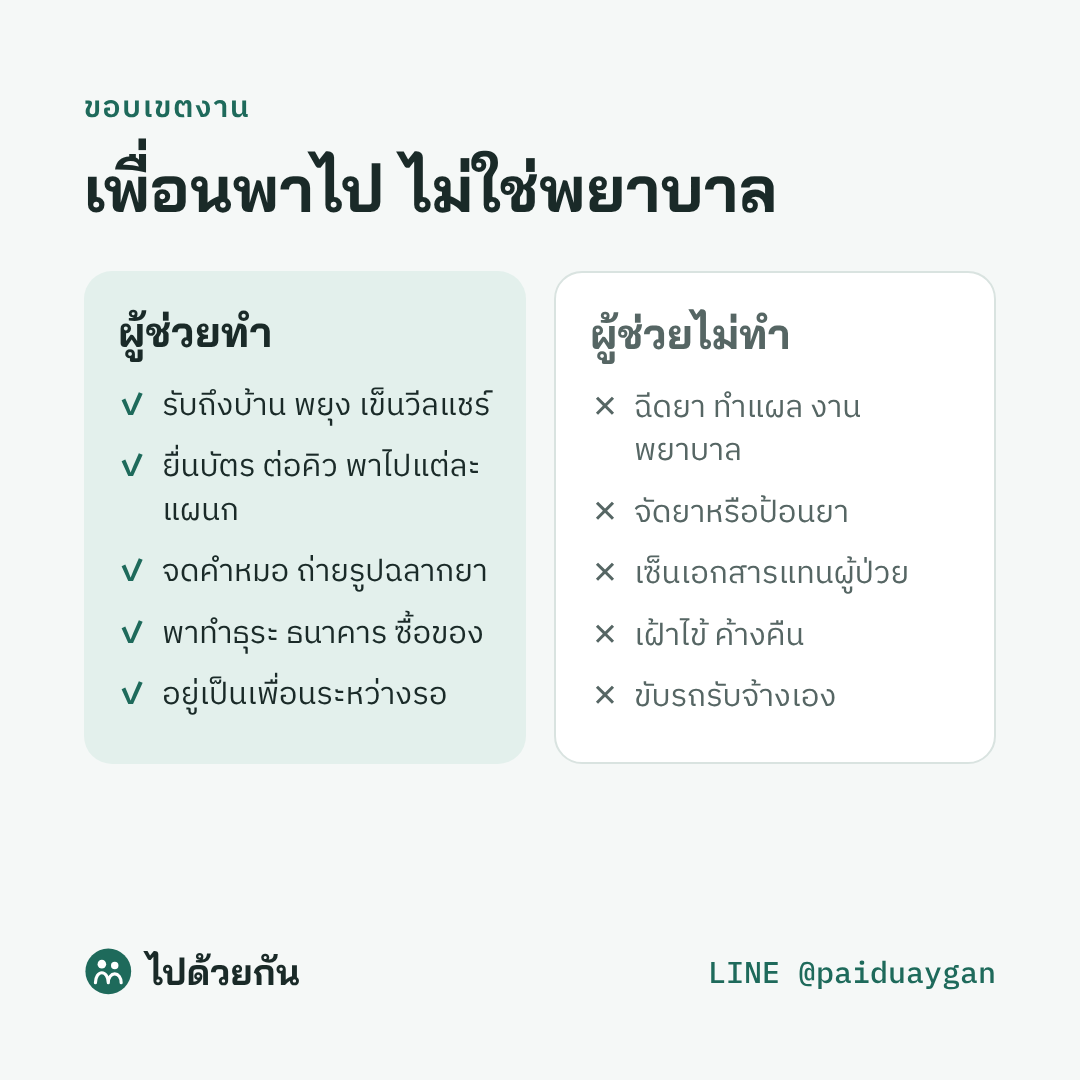 ขอบเขตงาน
เพื่อนพาไป ไม่ใช่พยาบาล
ผู้ช่วยทำ
✓ รับถึงบ้าน พยุง เข็นวีลแชร์
✓ ยื่นบัตร ต่อคิว พาไปแต่ละ
แผนก
✓ จดคำหมอ ถ่ายรูปฉลากยา
✓ พาทำธุระ ธนาคาร ซื้อของ
✓ อยู่เป็นเพื่อนระหว่างรอ
ผู้ช่วยไม่ทำ
✕ ฉีดยา ทำแผล งาน
พยาบาล
✕ จัดยาหรือป้อนยา
✕ เซ็นเอกสารแทนผู้ป่วย
✕ เฝ้าไข้ ค้างคืน
✕ ขับรถรับจ้างเอง
ไปด้วยกัน
LINE @paiduaygan